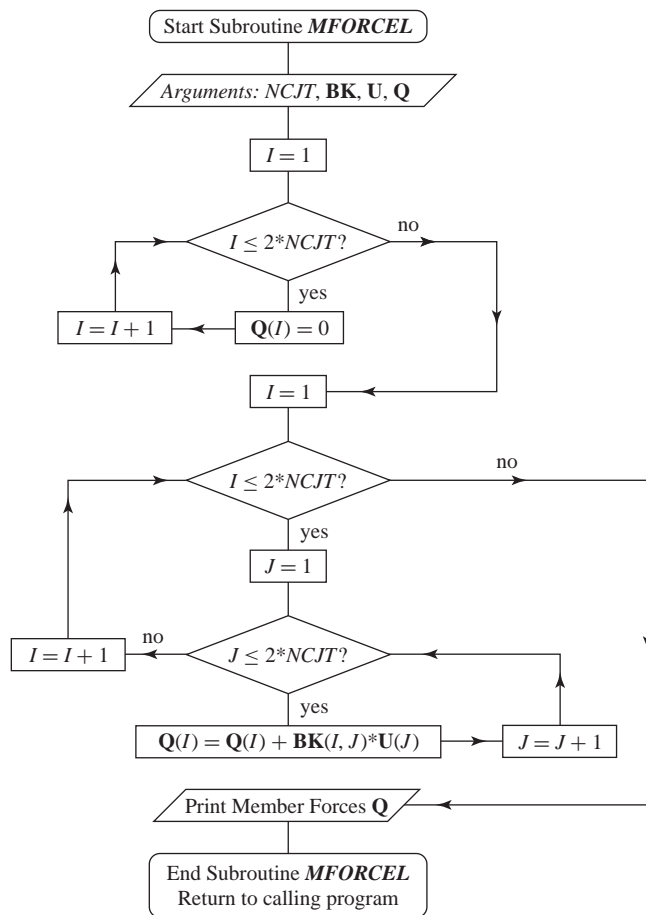 Start Subroutine MFORCEL
Arguments: NCJT, BK, U, Q
I = 1
I ≤ 2*NCJT?
no
yes
I = I + 1
Q(I) = 0
I = 1
I ≤ 2*NCJT?
no
yes
J = 1
I = I + 1
no
J ≤ 2*NCJT?
yes
Q(I) = Q(I) + BK(I, J)*U(J)
J = J + 1
Print Member Forces Q
End Subroutine MFORCEL
Return to calling program